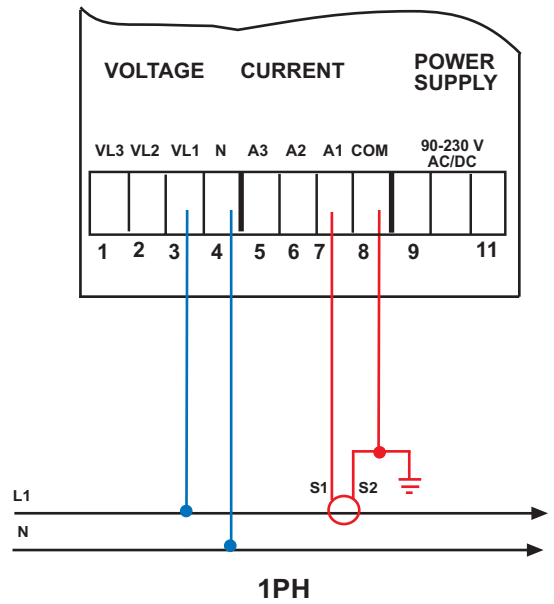 VOLTAGE CURRENT POWER
SUPPLY
VL3 VL2 VL1 N A3 A2 A1 COM 90-230 V
AC/DC
1 2 3 4 5 6 7 8 9 11
S1 S2
L1
N
1PH